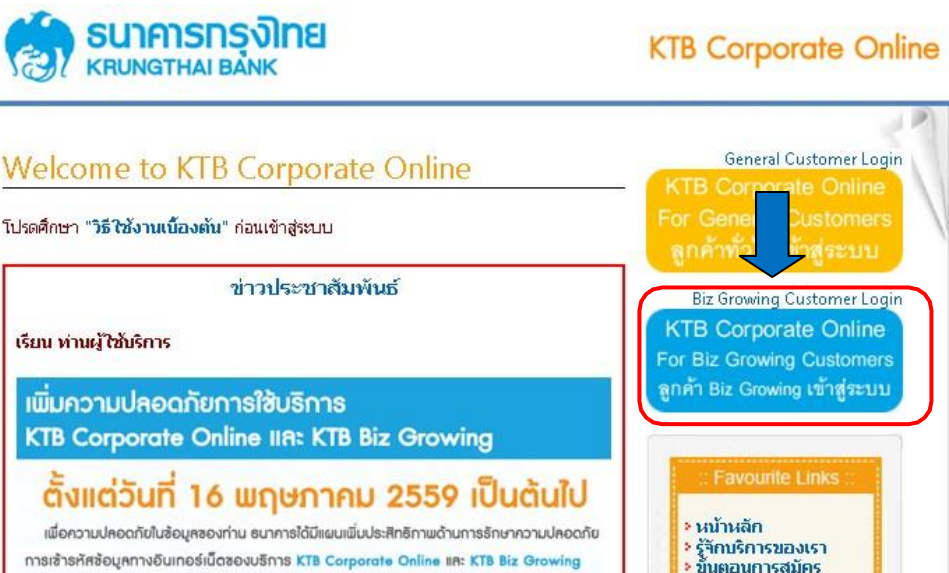 ธนาคารกรุงไทย
KRUNGTHAI BANK
KTB Corporate Online
Welcome to KTB Corporate Online
โปรดศึกษา "วิธีใช้งานเบื้องต้น" ก่อนเข้าสู่ระบบ
ข่าวประชาสัมพันธ์
เรียน ท่านผู้ใช้บริการ
เพิ่มความปลอดภัยการใช้บริการ
KTB Corporate Online และ KTB Biz Growing
ตั้งแต่วันที่ 16 พฤษภาคม 2559 เป็นต้นไป
เพื่อความปลอดภัยในข้อมูลของท่าน ธนาคารได้มีแผนเพิ่มประสิทธิภาพด้านการรักษาความปลอดภัย
การเข้ารหัสข้อมูลทางอินเทอร์เน็ตของบริการ KTB Corporate Online และ KTB Biz Growing
General Customer Login
KTB Corporate Online
For Customers
Biz Growing Customer Login
KTB Corporate Online
For Biz Growing Customers
ลูกค้า Biz Growing เข้าสู่ระบบ
:: Favourite Links ::
หน้าหลัก
รู้จักบริการของเรา
ขั้นตอนการสมัคร